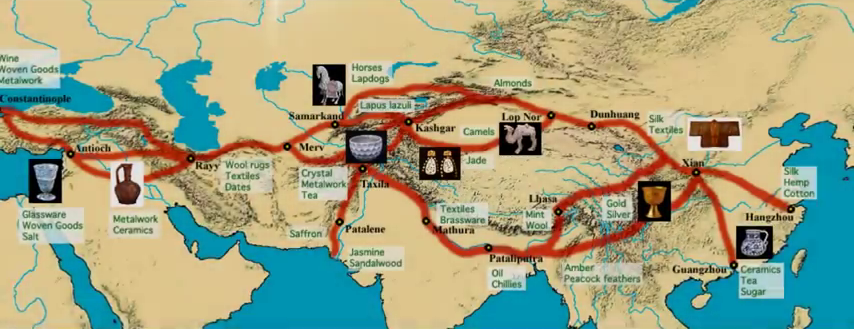 Wine
Woven Goods
Metalwork
Constantinople
Antioch
Glassware
Woven Goods
Salt
Metalwork
Ceramics
Rayy
Wool rugs
Textiles
Dates
Merv
Samarkand
Horses
Lapdogs
Lapus lazuli
Crystal
Metalwork
Tea
Taxila
Kashgar
Saffron
Patalene
Jasmine
Sandalwood
Almonds
Camels
Jade
Lop Nor
Dunhuang
Textiles
Brassware
Mathura
Pataliputra
Oil
Chillies
Lhasa
Mint
Wool
Gold
Silver
Amber
Peacock feathers
Silk
Textiles
Xian
Silk
Hemp
Cotton
Hangzhou
Guangzhou
Ceramics
Tea
Sugar